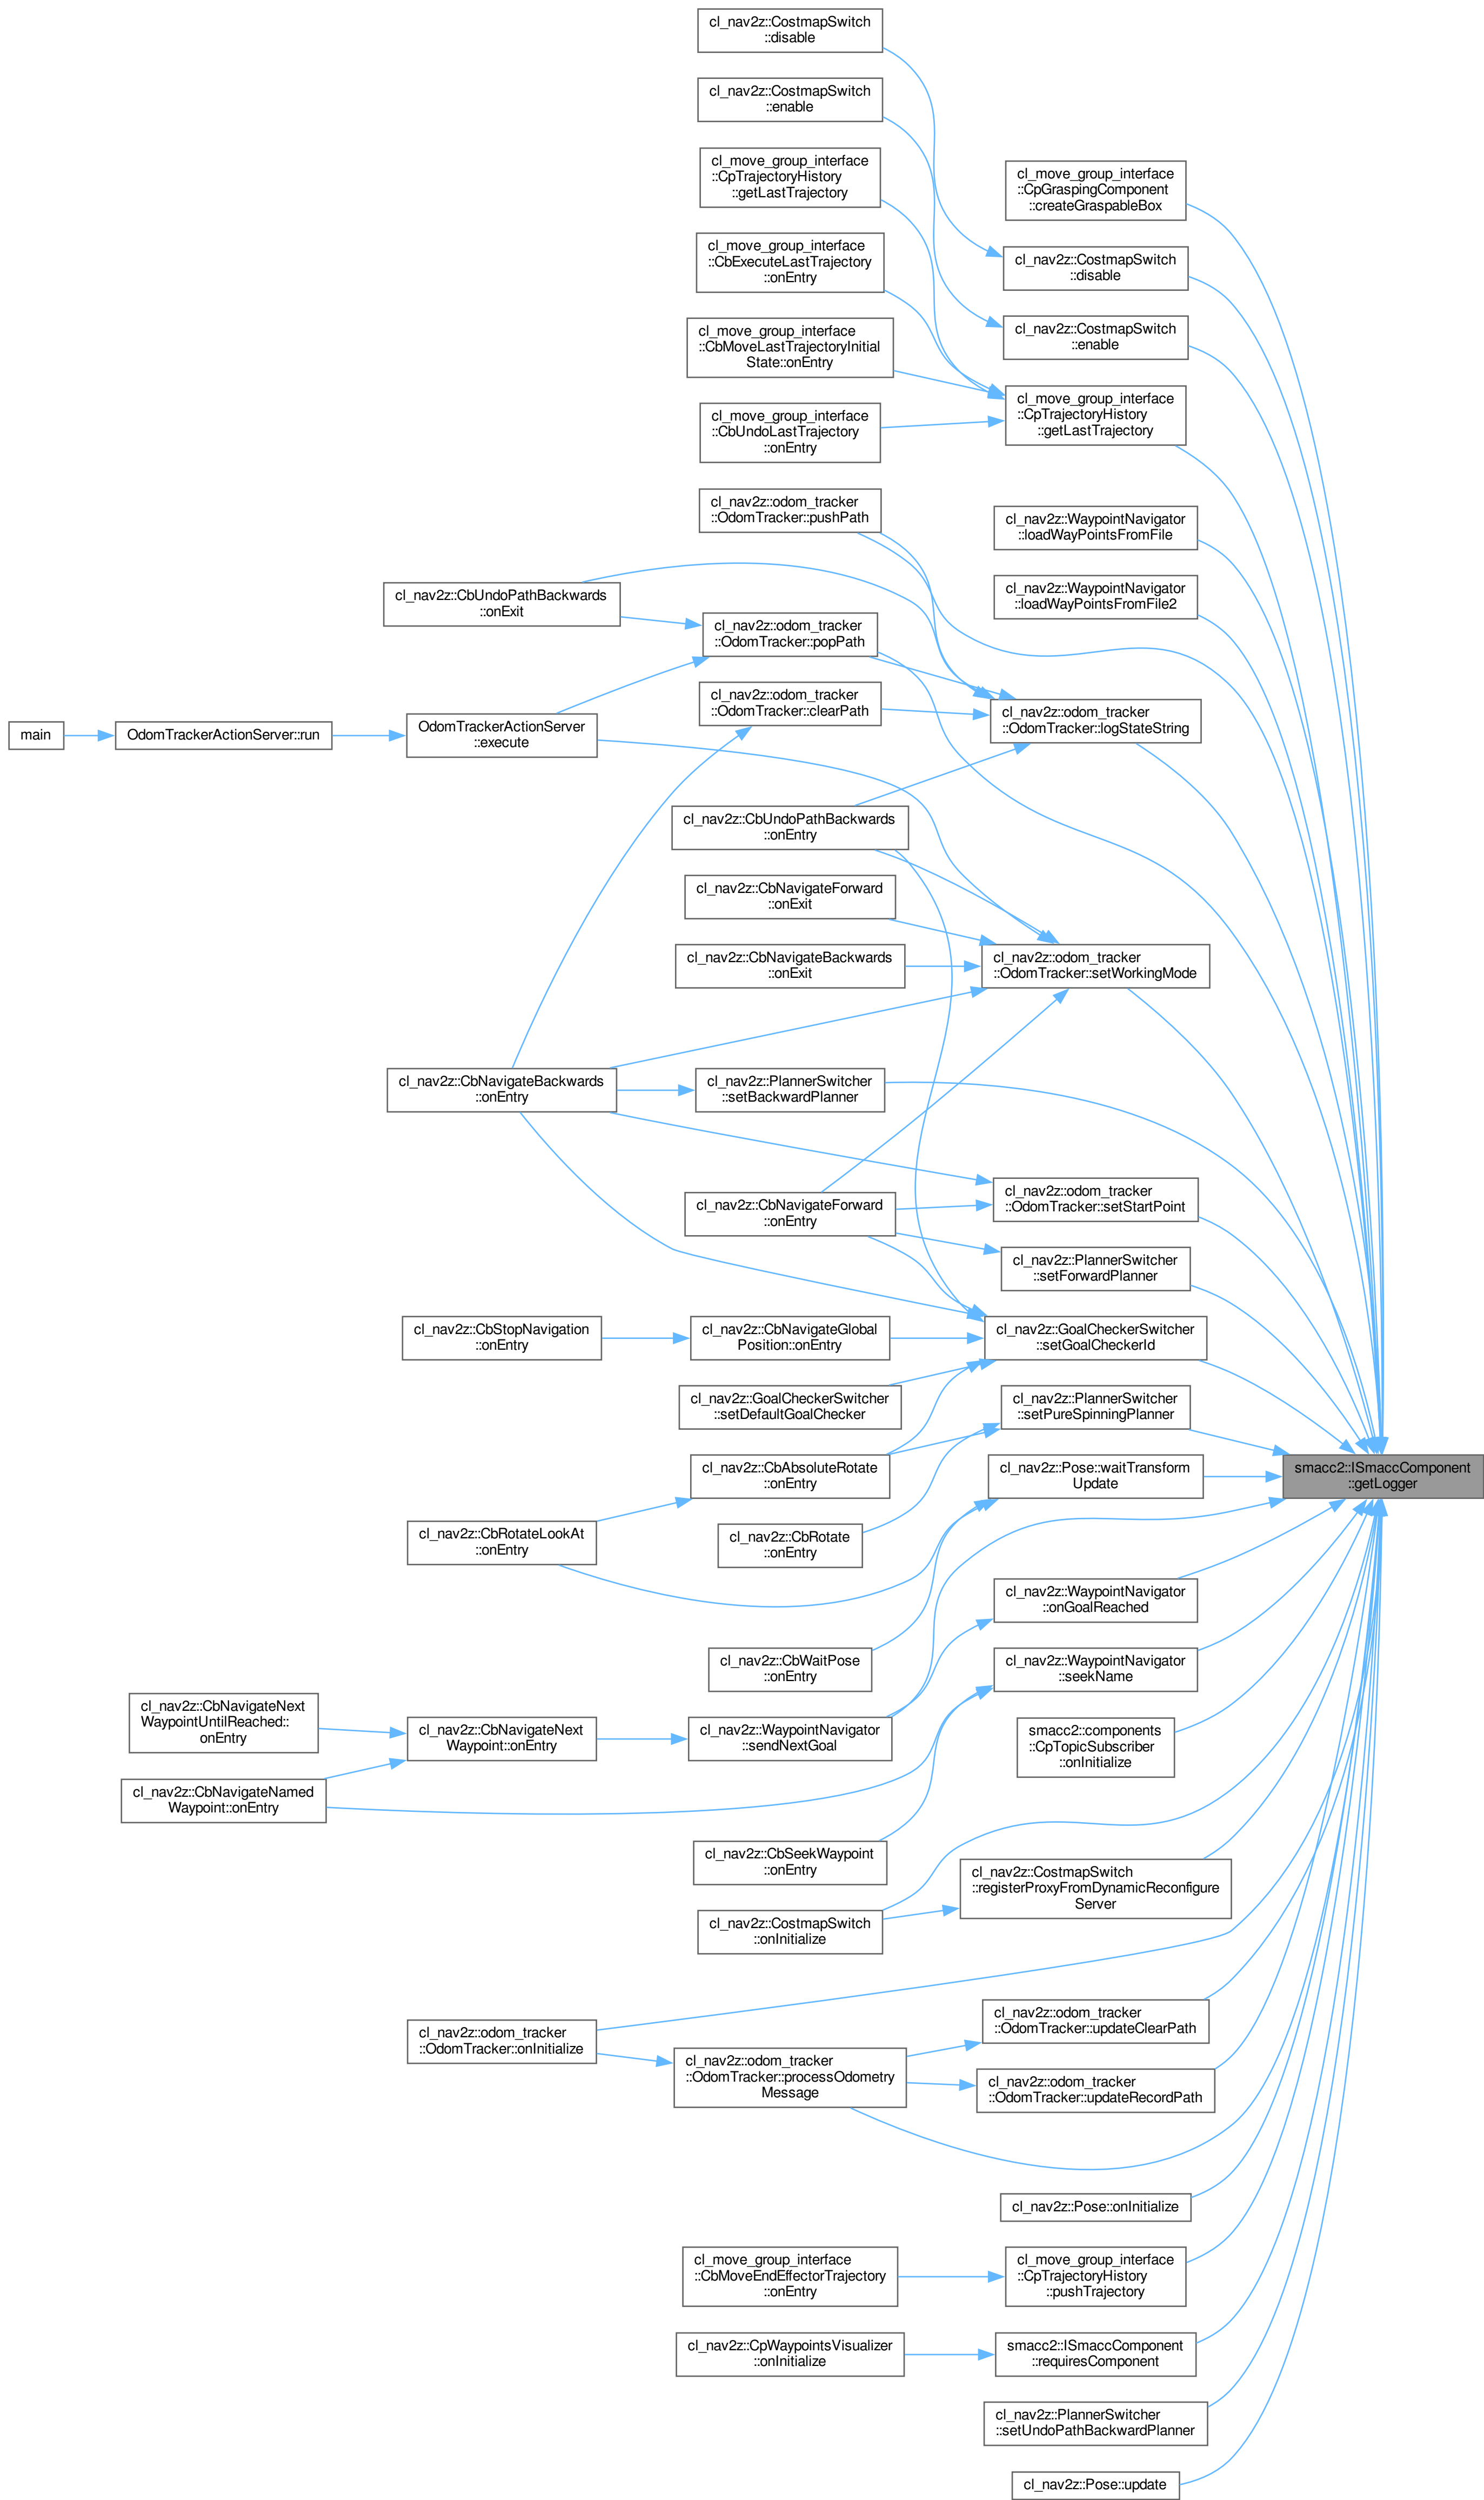 cl_nav2z::CostmapSwitch
::disable
cl_nav2z::CostmapSwitch
::enable
cl_move_group_interface
::CpTrajectoryHistory
::getLastTrajectory
cl_move_group_interface
::CpGraspingComponent
::createGraspableBox
cl_move_group_interface
::CbExecuteLastTrajectory
::onEntry
cl_nav2z::CostmapSwitch
::disable
cl_move_group_interface
::CbMoveLastTrajectoryInitial
State::onEntry
cl_nav2z::CostmapSwitch
::enable
cl_move_group_interface
::CbUndoLastTrajectory
::onEntry
cl_move_group_interface
::CpTrajectoryHistory
::getLastTrajectory
cl_nav2z::odom_tracker
::OdomTracker::pushPath
cl_nav2z::WaypointNavigator
::loadWayPointsFromFile
cl_nav2z::CbUndoPathBackwards
::onExit
cl_nav2z::WaypointNavigator
::loadWayPointsFromFile2
cl_nav2z::odom_tracker
::OdomTracker::popPath
main
OdomTrackerActionServer::run
OdomTrackerActionServer
::execute
cl_nav2z::odom_tracker
::OdomTracker::clearPath
cl_nav2z::odom_tracker
::OdomTracker::logStateString
cl_nav2z::CbUndoPathBackwards
::onEntry
cl_nav2z::CbNavigateForward
::onExit
cl_nav2z::CbNavigateBackwards
::onExit
cl_nav2z::odom_tracker
::OdomTracker::setWorkingMode
cl_nav2z::CbNavigateBackwards
::onEntry
cl_nav2z::PlannerSwitcher
::setBackwardPlanner
cl_nav2z::CbNavigateForward
::onEntry
cl_nav2z::odom_tracker
::OdomTracker::setStartPoint
cl_nav2z::PlannerSwitcher
::setForwardPlanner
cl_nav2z::CbStopNavigation
::onEntry
cl_nav2z::CbNavigateGlobal
Position::onEntry
cl_nav2z::GoalCheckerSwitcher
::setGoalCheckerId
cl_nav2z::GoalCheckerSwitcher
::setDefaultGoalChecker
cl_nav2z::PlannerSwitcher
::setPureSpinningPlanner
cl_nav2z::CbAbsoluteRotate
::onEntry
cl_nav2z::Pose::waitTransform
Update
smacc2::ISmaccComponent
::getLogger
cl_nav2z::CbRotateLookAt
::onEntry
cl_nav2z::CbRotate
::onEntry
cl_nav2z::WaypointNavigator
::onGoalReached
cl_nav2z::CbWaitPose
::onEntry
cl_nav2z::WaypointNavigator
::seekName
cl_nav2z::CbNavigateNext
WaypointUntilReached::
onEntry
cl_nav2z::CbNavigateNext
Waypoint::onEntry
cl_nav2z::WaypointNavigator
::sendNextGoal
smacc2::components
::CpTopicSubscriber
::onInitialize
cl_nav2z::CbNavigateNamed
Waypoint::onEntry
cl_nav2z::CbSeekWaypoint
::onEntry
cl_nav2z::CostmapSwitch
::registerProxyFromDynamicReconfigure
Server
cl_nav2z::CostmapSwitch
::onInitialize
cl_nav2z::odom_tracker
::OdomTracker::onInitialize
cl_nav2z::odom_tracker
::OdomTracker::updateClearPath
cl_nav2z::odom_tracker
::OdomTracker::processOdometry
Message
cl_nav2z::odom_tracker
::OdomTracker::updateRecordPath
cl_nav2z::Pose::onInitialize
cl_move_group_interface
::CbMoveEndEffectorTrajectory
::onEntry
cl_move_group_interface
::CpTrajectoryHistory
::pushTrajectory
cl_nav2z::CpWaypointsVisualizer
::onInitialize
smacc2::ISmaccComponent
::requiresComponent
cl_nav2z::PlannerSwitcher
::setUndoPathBackwardPlanner
cl_nav2z::Pose::update